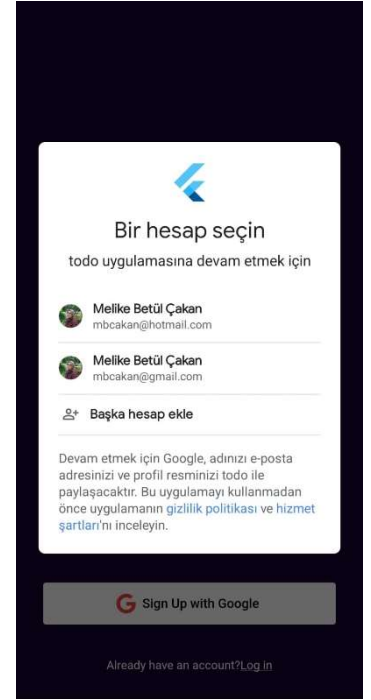 Bir hesap seçin
todo uygulamasına devam etmek için
Melike Betül Çakan
mbcakan@hotmail.com
Melike Betül Çakan
mbcakan@gmail.com
Başka hesap ekle
Devam etmek için Google, adınızı e-posta
adresinizi ve profil resminizi todo ile
paylaşacaktır. Bu uygulamayı kullanmadan
önce uygulamanın gizlilik politikası ve hizmet
şartları'nı inceleyin.
Sign Up with Google
Already have an account?Log in